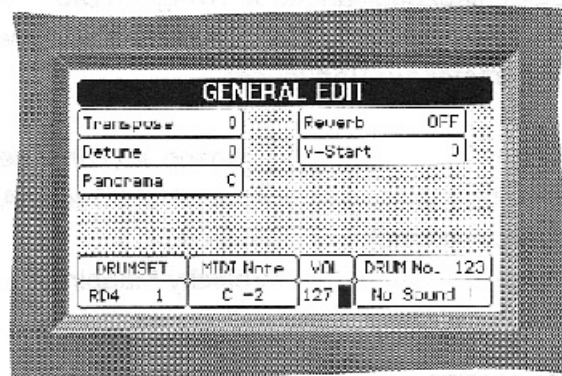 GENERAL EDIT
Transpose 0 Reverb OFF
Detune 0 V-Start 0
Panorama C
DRUMSET MIDI Note VOL DRUM No. 120
RD4 1 C -2 127 No Sound